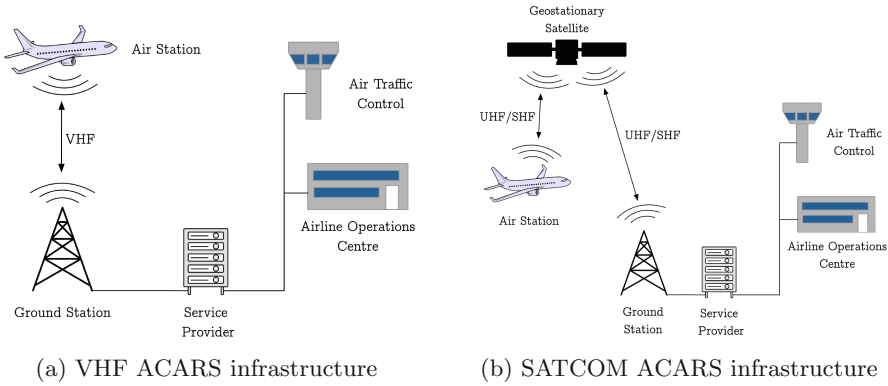 Air Station
VHF
Air Traffic
Control
Airline Operations
Centre
Ground Station
Service
Provider
(a) VHF ACARS infrastructure
Geostationary
Satellite
UHF/SHF
UHF/SHF
Air Station
Air Traffic
Control
Airline Operations
Centre
Ground
Station
Service
Provider
(b) SATCOM ACARS infrastructure